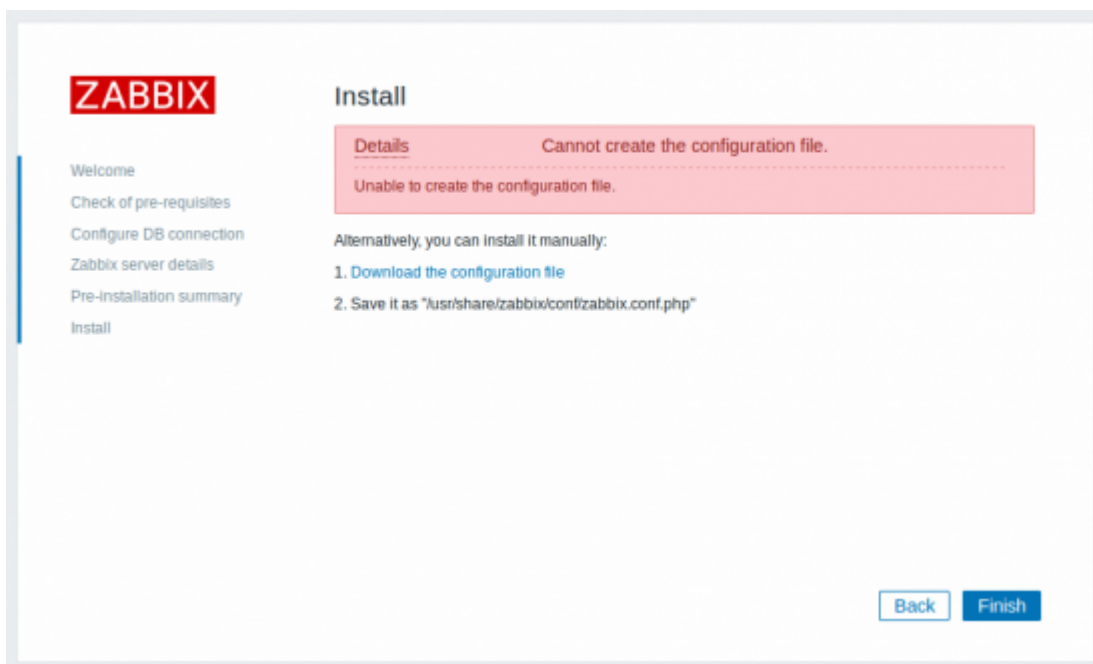 ZABBIX
Welcome
Check of pre-requisites
Configure DB connection
Zabbix server details
Pre-installation summary
Install
Install
Details Cannot create the configuration file.
Unable to create the configuration file.
Alternatively, you can install it manually:
1. Download the configuration file
2. Save it as "/usr/share/zabbix/conf/zabbix.conf.php"
Back Finish